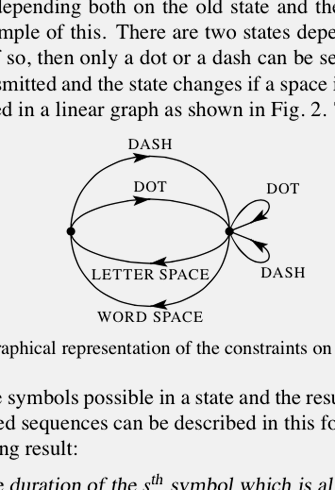 depending both on the old state and the
mple of this. There are two states depe
f so, then only a dot or a dash can be se
smitted and the state changes if a space i
ed in a linear graph as shown in Fig. 2.
DASH
DOT
DOT
LETTER SPACE
DASH
WORD SPACE
raphical representation of the constraints on
e symbols possible in a state and the resu
ed sequences can be described in this fo
ng result:
e duration of the sth symbol which is al